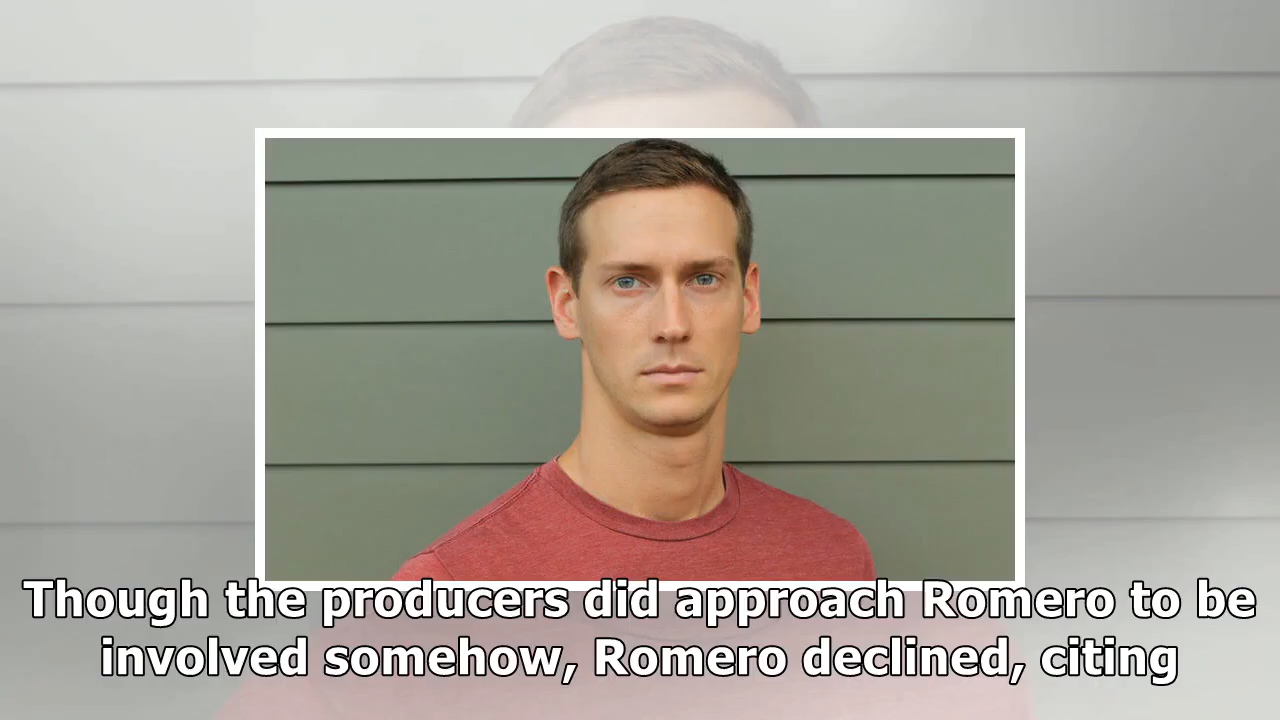 Though the producers did approach Romero to be
involved somehow, Romero declined, citing